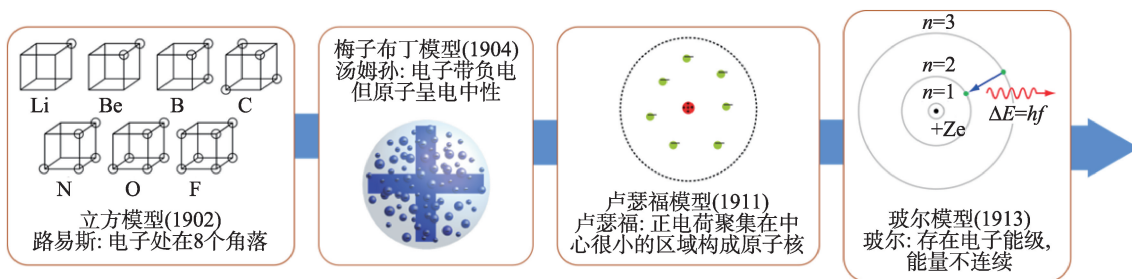 Li Be B C
N O F
立方模型(1902)
路易斯: 电子处在8个角落
梅子布丁模型(1904)
汤姆孙: 电子带负电
但原子呈电中性
卢瑟福模型(1911)
卢瑟福: 正电荷聚集在中
心很小的区域构成原子核
n=3
n=2
n=1
+Ze
ΔE=hf
玻尔模型(1913)
玻尔: 存在电子能级,
能量不连续